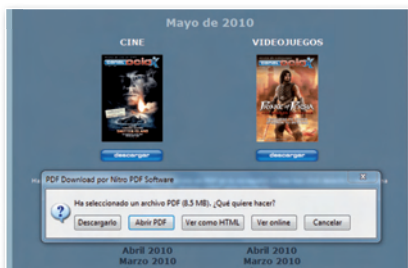 Mayo de 2010
CINE VIDEOJUEGOS
descargar descargar
PDF Download por Nitro PDF Software
Ha seleccionado un archivo PDF (8.5 MB). ¿Qué quiere hacer?
Descargarlo Abrir PDF Ver como HTML Ver online Cancelar
Abril 2010 Abril 2010
Marzo 2010 Marzo 2010